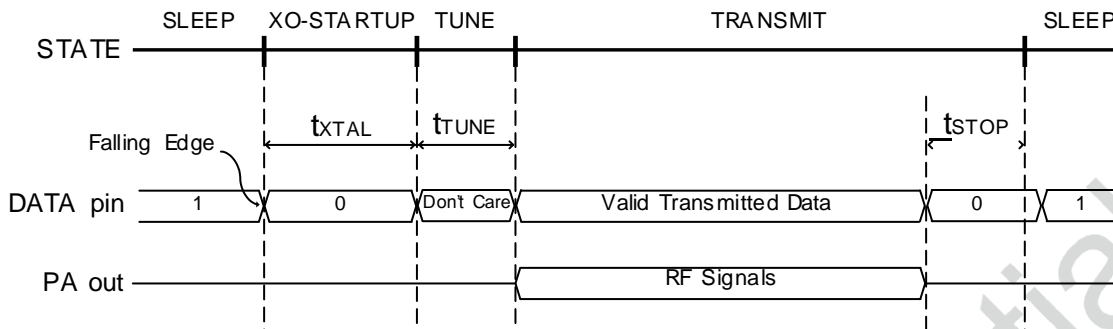 SLEEP XO-STARTUP TUNE TRANSMIT SLEEP
STATE
tXTAL tTUNE tSTOP
Falling Edge
DATA pin 1 0 Don't Care Valid Transmitted Data 0 1
PA out RF Signals